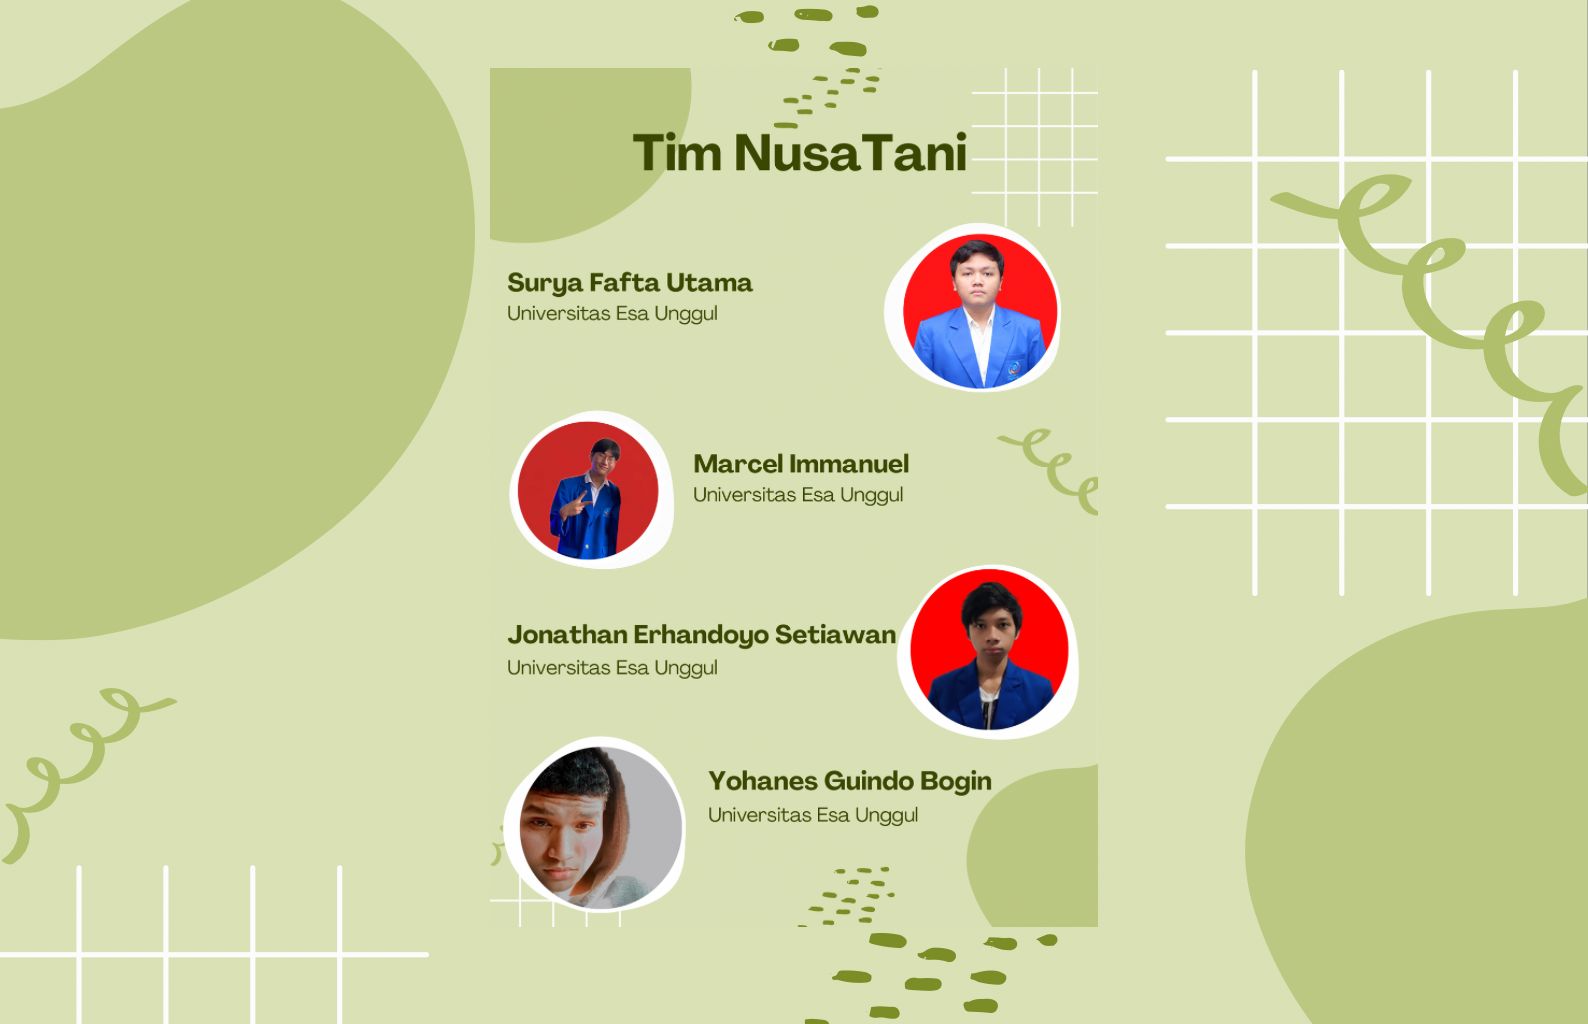 Tim NusaTani
Surya Fafta Utama
Universitas Esa Unggul
Marcel Immanuel
Universitas Esa Unggul
Jonathan Erhandoyo Setiawan
Universitas Esa Unggul
Yohanes Guindo Bogin
Universitas Esa Unggul